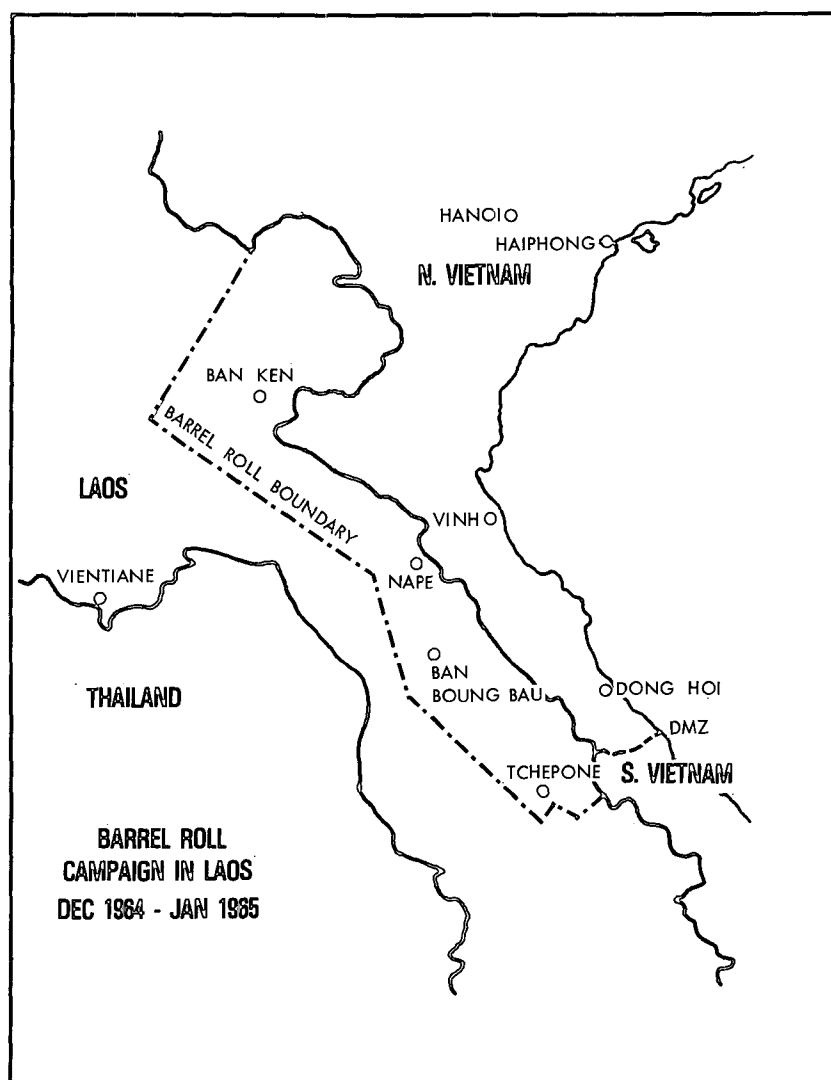 HANOI
HAIPHONG
N. VIETNAM
BAN KEN
BARREL ROLL BOUNDARY
LAOS
VINH
VIENTIANE
NAPE
BAN
BOUNG BAU
THAILAND
DONG HOI
DMZ
TCHEPONE
S. VIETNAM
BARREL ROLL
CAMPAIGN IN LAOS
DEC 1964 - JAN 1965